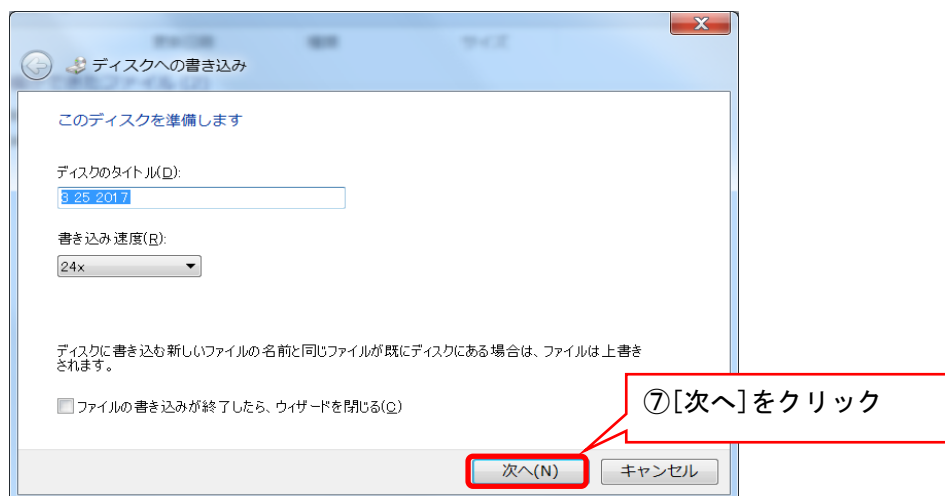 ディスクへの書き込み
このディスクを準備します
ディスクのタイトル(D):
3 25 2017
書き込み速度(R):
24x
ディスクに書き込む新しいファイルの名前と同じファイルが既にディスクにある場合は、ファイルは上書き
されます。
ファイルの書き込みが終了したら、ウィザードを閉じる(C)
⑦[次へ]をクリック
次へ(N)
キャンセル